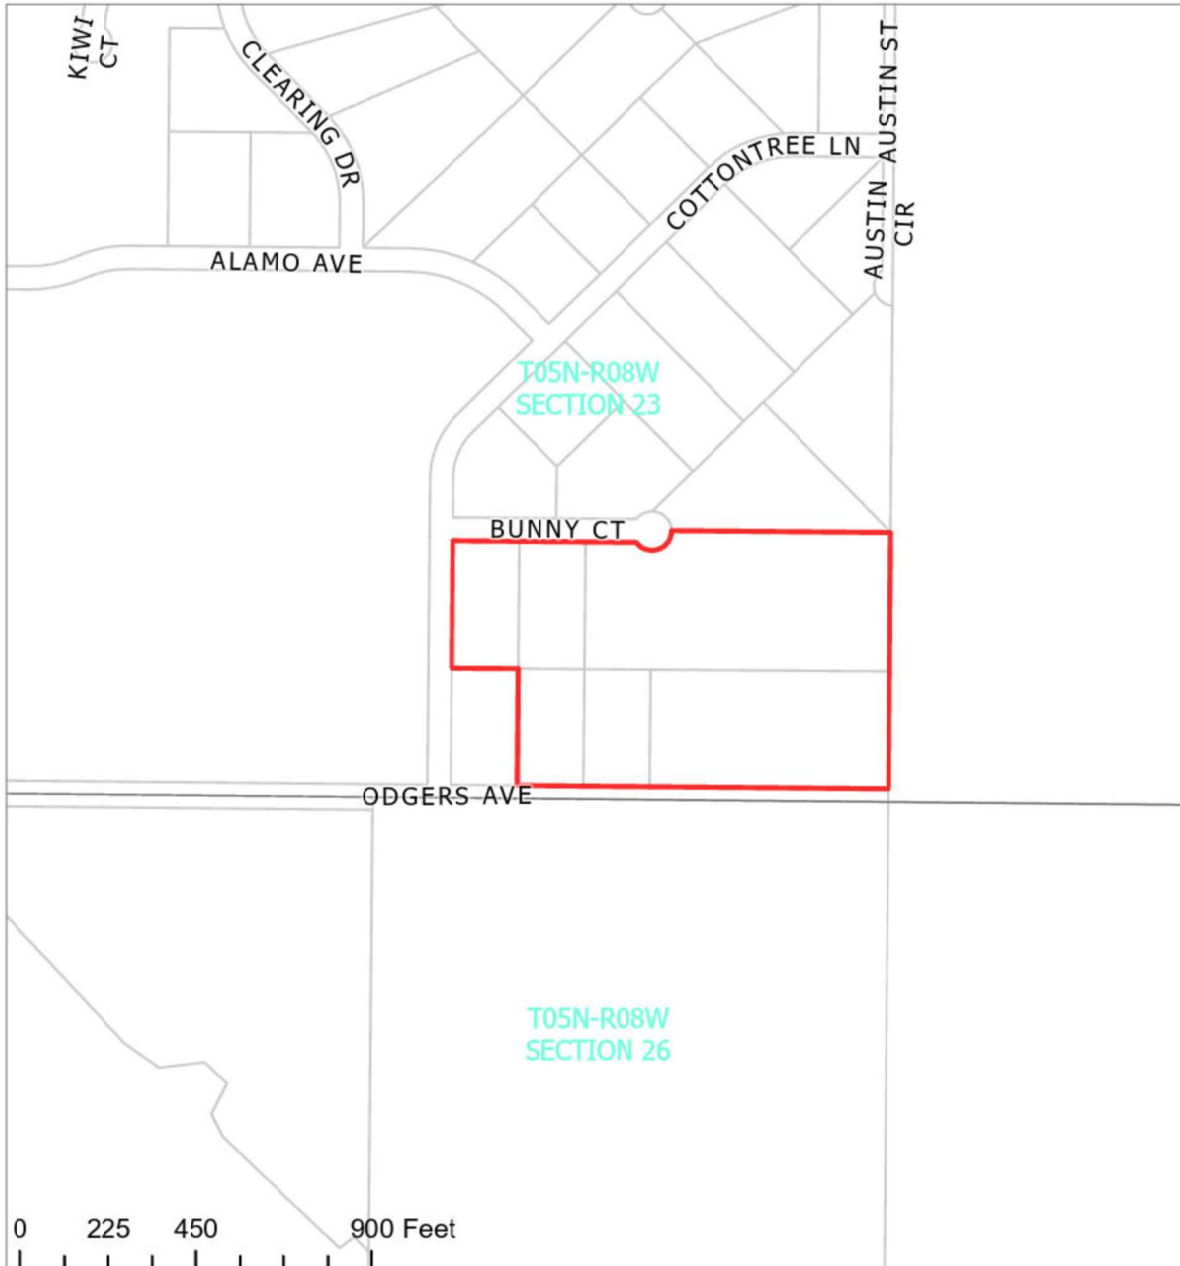 KIWI
CT
CLEARING DR
AUSTIN ST
COTTONTREE LN
AUSTIN
CIR
ALAMO AVE
T05N-R08W
SECTION 23
BUNNY CT
ODGERS AVE
T05N-R08W
SECTION 26
0 225 450 900 Feet